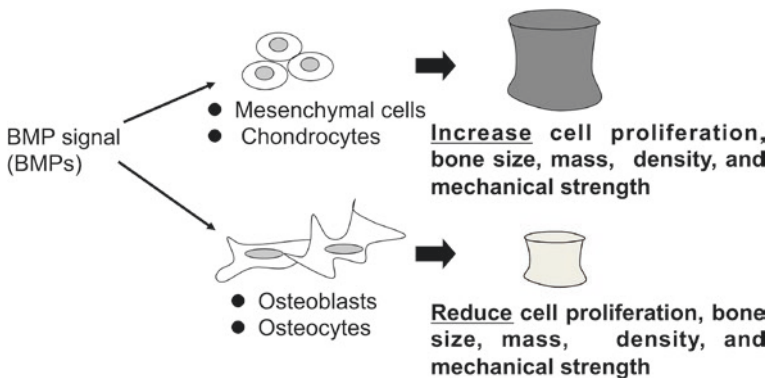 BMP signal
(BMPs)
● Mesenchymal cells
● Chondrocytes
Increase cell proliferation,
bone size, mass, density, and
mechanical strength
● Osteoblasts
● Osteocytes
Reduce cell proliferation, bone
size, mass, density, and
mechanical strength